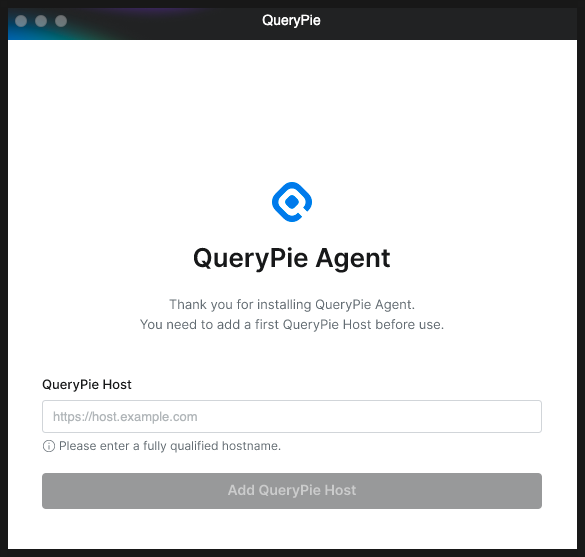 QueryPie
QueryPie Agent
Thank you for installing QueryPie Agent.
You need to add a first QueryPie Host before use.
QueryPie Host
https://host.example.com
Please enter a fully qualified hostname.
Add QueryPie Host